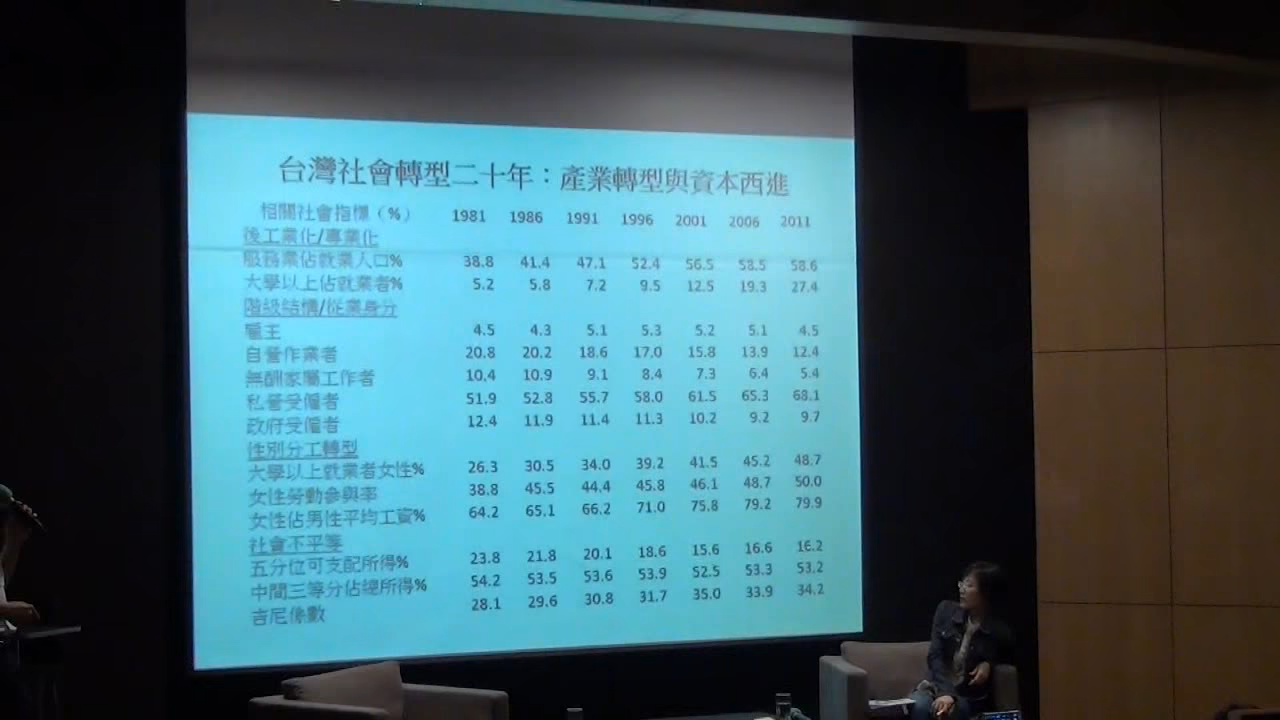 台灣社會轉型二十年：產業轉型與資本西進
相關社會指標（%） 1981 1986 1991 1996 2001 2006 2011
後工業化/專業化
服務業佔就業人口% 38.8 41.4 47.1 52.4 56.5 58.5 58.6
大學以上佔就業者% 5.2 5.8 7.2 9.5 12.5 19.3 27.4
階級結構/從業身分
雇主 4.5 4.3 5.1 5.3 5.2 5.1 4.5
自營作業者 20.8 20.2 18.6 17.0 15.8 13.9 12.4
無酬家屬工作者 10.4 10.9 9.1 8.4 7.3 6.4 5.4
私營受僱者 51.9 52.8 55.7 58.0 61.5 65.3 68.1
政府受僱者 12.4 11.9 11.4 11.3 10.2 9.2 9.7
性別分工轉型
大學以上就業者女性% 26.3 30.5 34.0 39.2 41.5 45.2 48.7
女性勞動參與率 38.8 45.5 44.4 45.8 46.1 48.7 50.0
女性佔男性平均工資% 64.2 65.1 66.2 71.0 75.8 79.2 79.9
社會不平等
五分位可支配所得% 23.8 21.8 20.1 18.6 15.6 16.6 16.2
中間三等分佔總所得% 54.2 53.5 53.6 53.9 52.5 53.3 53.2
吉尼係數 28.1 29.6 30.8 31.7 35.0 33.9 34.2